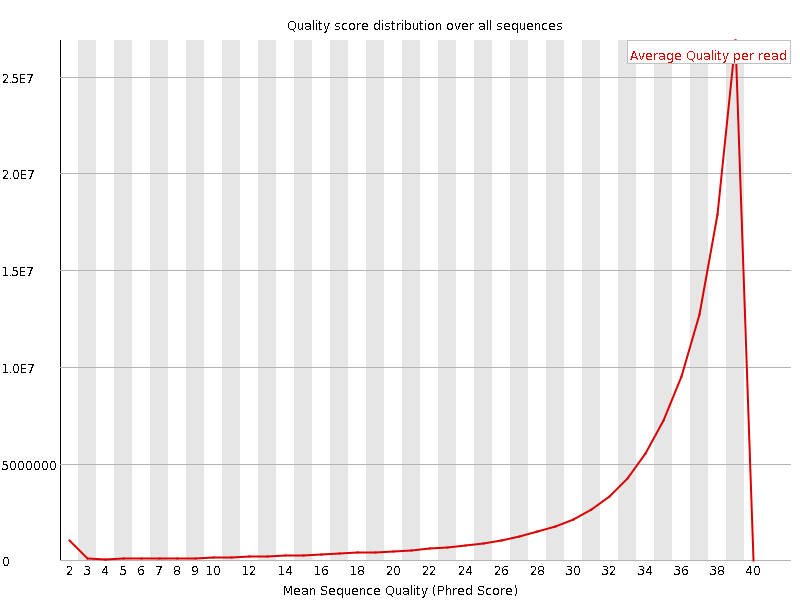 Quality score distribution over all sequences
Average Quality per read
2.5E7
2.0E7
1.5E7
1.0E7
5000000
0
2 3 4 5 6 7 8 9 10 12 14 16 18 20 22 24 26 28 30 32 34 36 38 40
Mean Sequence Quality (Phred Score)